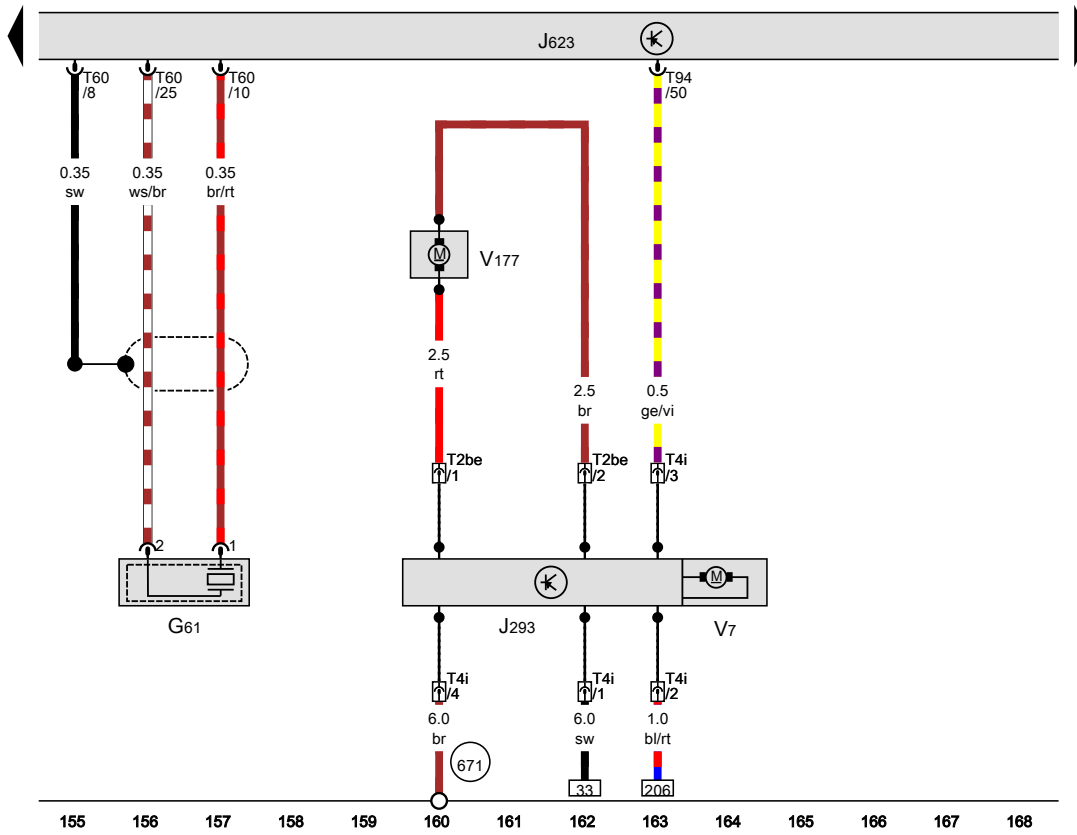 J623
T60
/8
T60
/25
T60
/10
T94
/50
0.35
sw
0.35
ws/br
0.35
br/rt
M
V177
2.5
rt
2.5
br
0.5
ge/vi
T2be
/1
T2be
/2
T4i
/3
2
1
M
G61
J293
V7
T4i
/4
T4i
/1
T4i
/2
6.0
br
6.0
sw
1.0
bl/rt
671
33
206
155 156 157 158 159 160 161 162 163 164 165 166 167 168